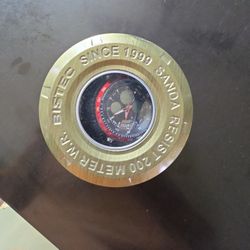 BISTEC SINCE 1999 SANDA RESIST 200 METER W.R.